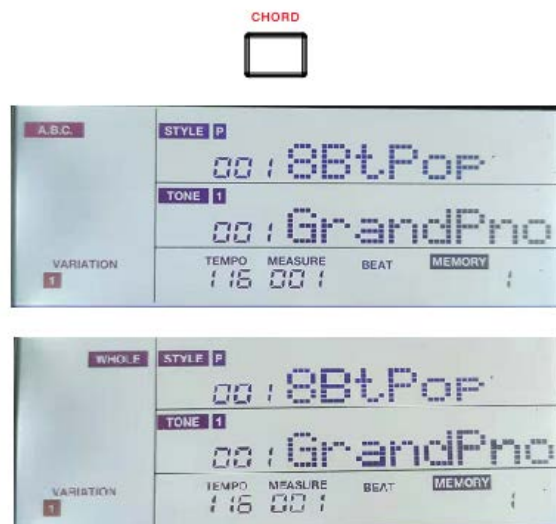 CHORD
A.B.C. STYLE P
001 8BtPop
TONE 1
001 GrandPno
VARIATION TEMPO MEASURE BEAT MEMORY
1 116 001 1
WHOLE STYLE P
001 8BtPop
TONE 1
001 GrandPno
VARIATION TEMPO MEASURE BEAT MEMORY
1 116 001 1